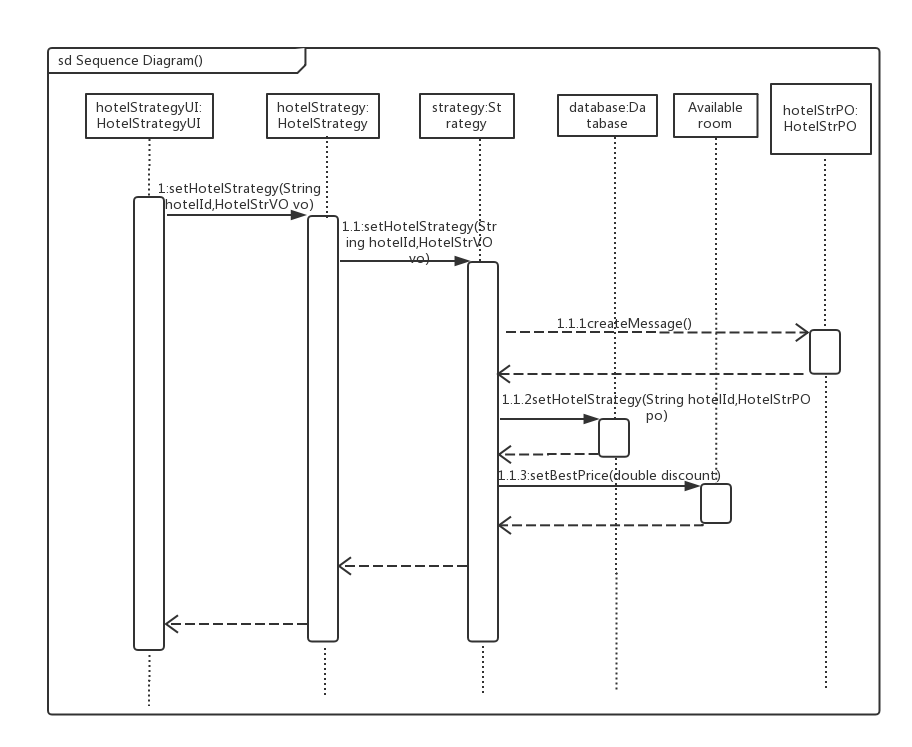 sd Sequence Diagram()
hotelStrategyUI:
HotelStrategyUI
hotelStrategy:
HotelStrategy
strategy:St
rategy
database:Da
tabase
Available
room
hotelStrPO:
HotelStrPO
1:setHotelStrategy(String
hotelId,HotelStrVO vo)
1.1:setHotelStrategy(Str
ing hotelId,HotelStrVO
vo)
1.1.1createMessage()
1.1.2setHotelStrategy(String hotelId,HotelStrPO
po)
1.1.3:setBestPrice(double discount)